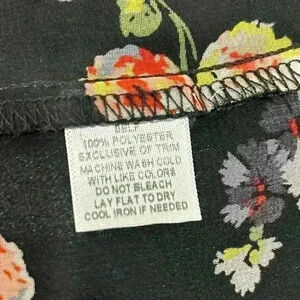 SELF
100% POLYESTER
EXCLUSIVE OF TRIM
MACHINE WASH COLD
WITH LIKE COLORS
DO NOT BLEACH
LAY FLAT TO DRY
COOL IRON IF NEEDED